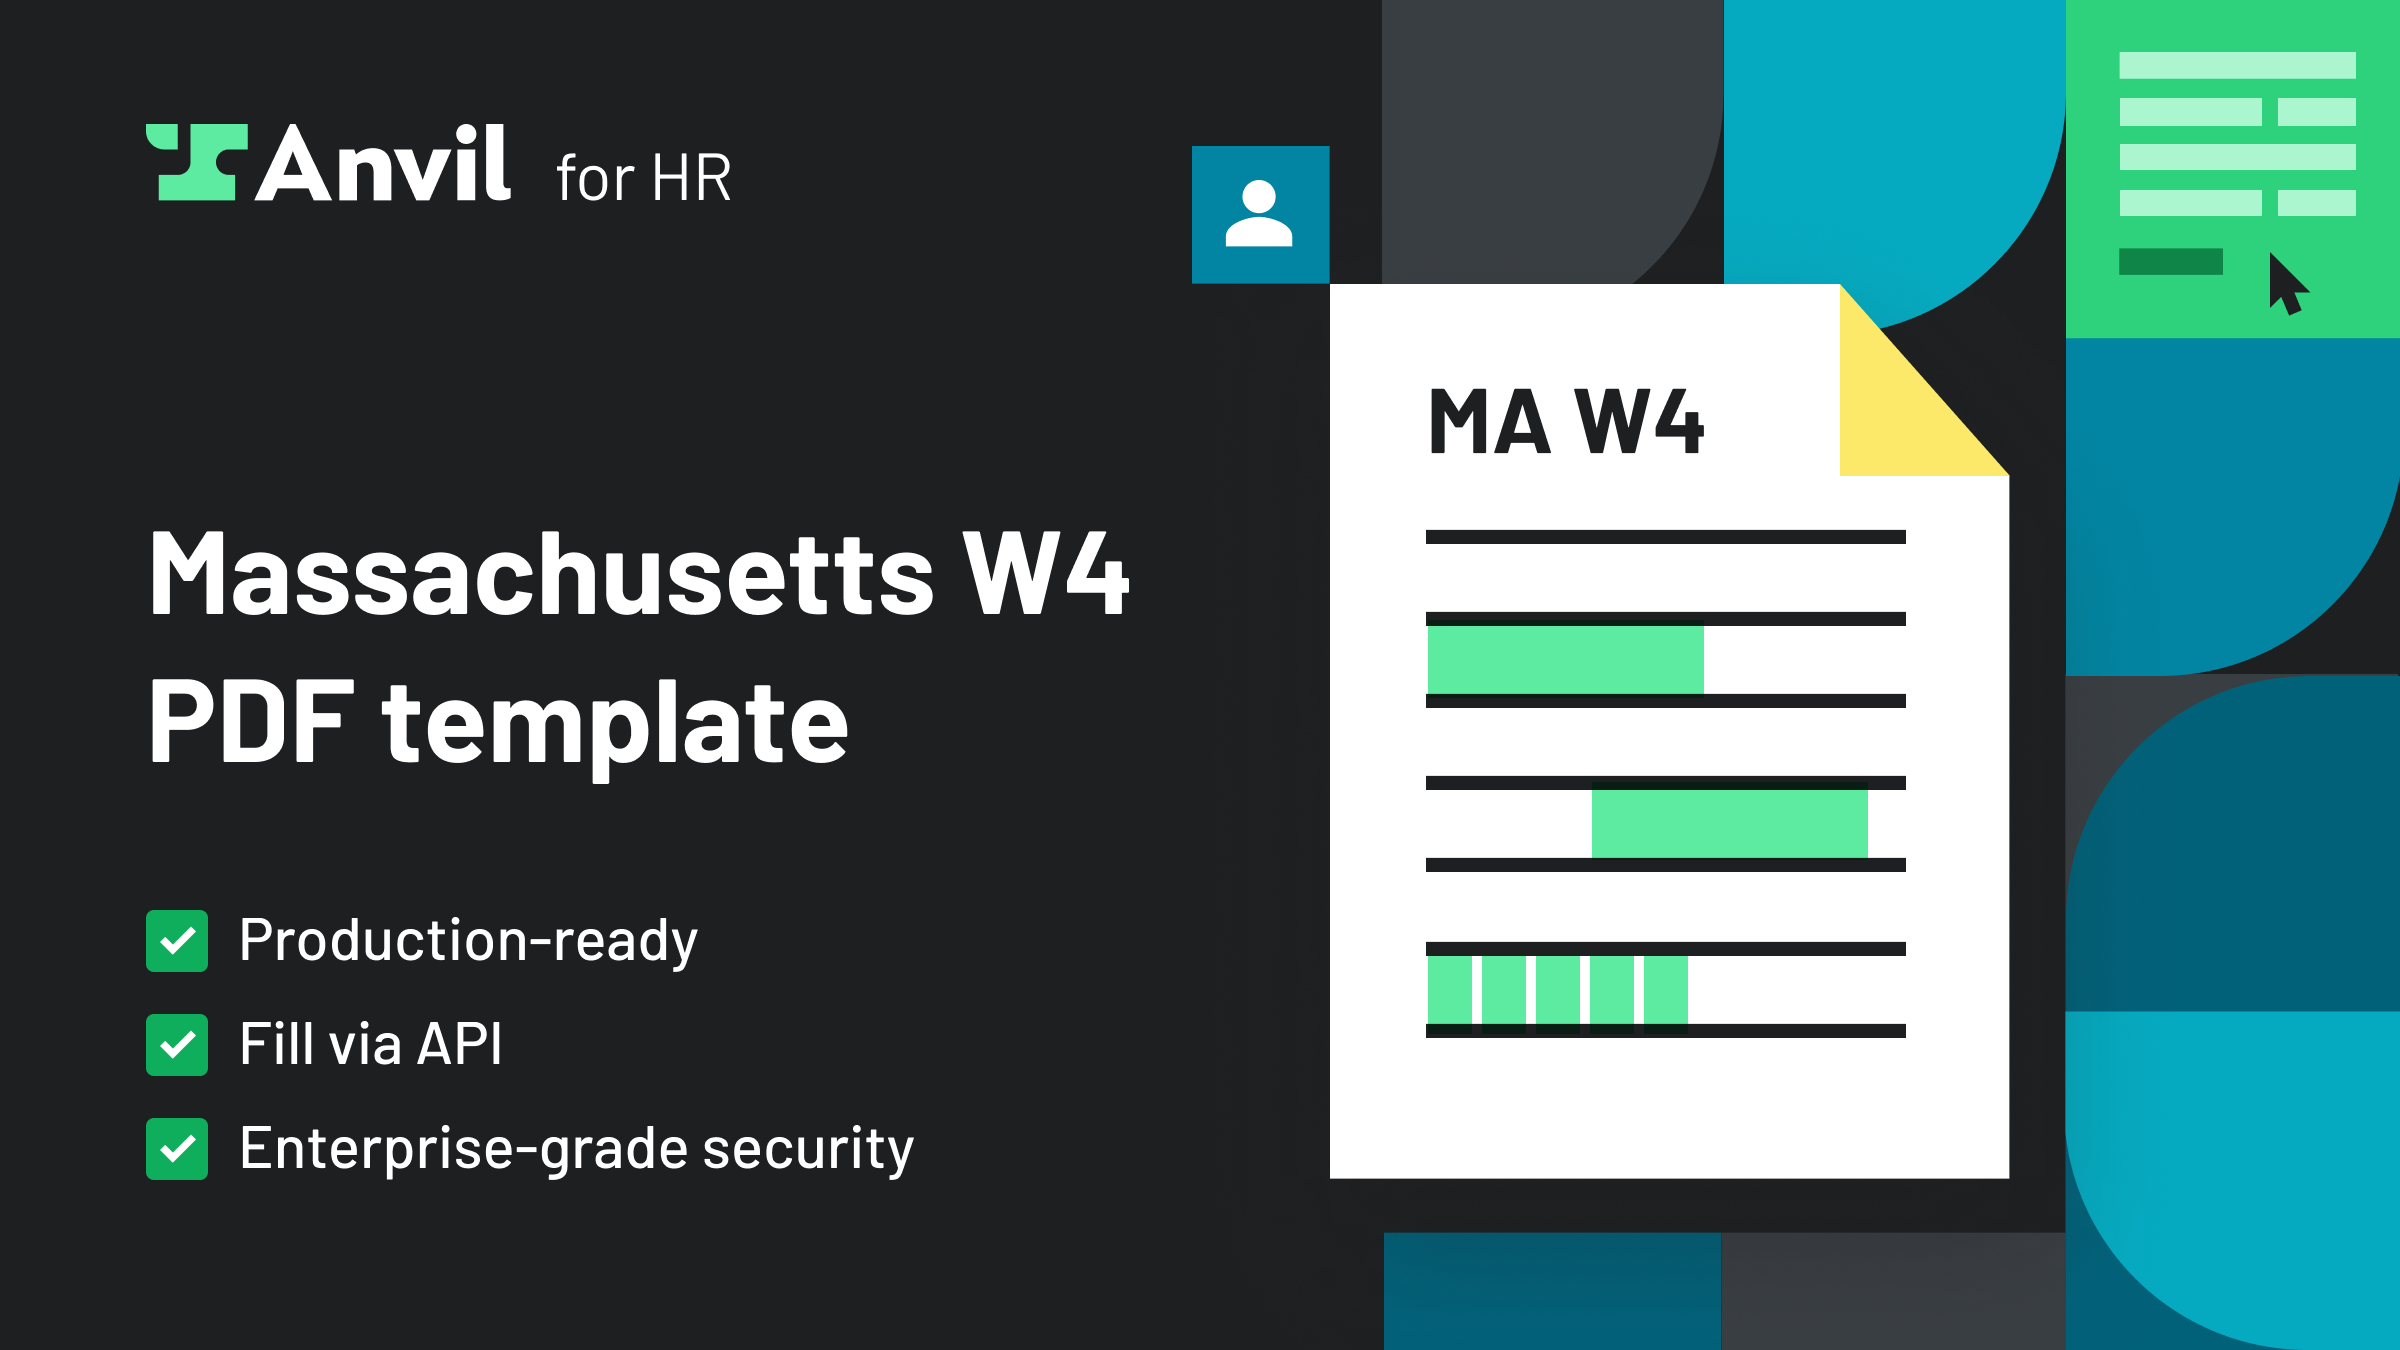 Anvil for HR
Massachusetts W4
PDF template
Production-ready
Fill via API
Enterprise-grade security
MA W4